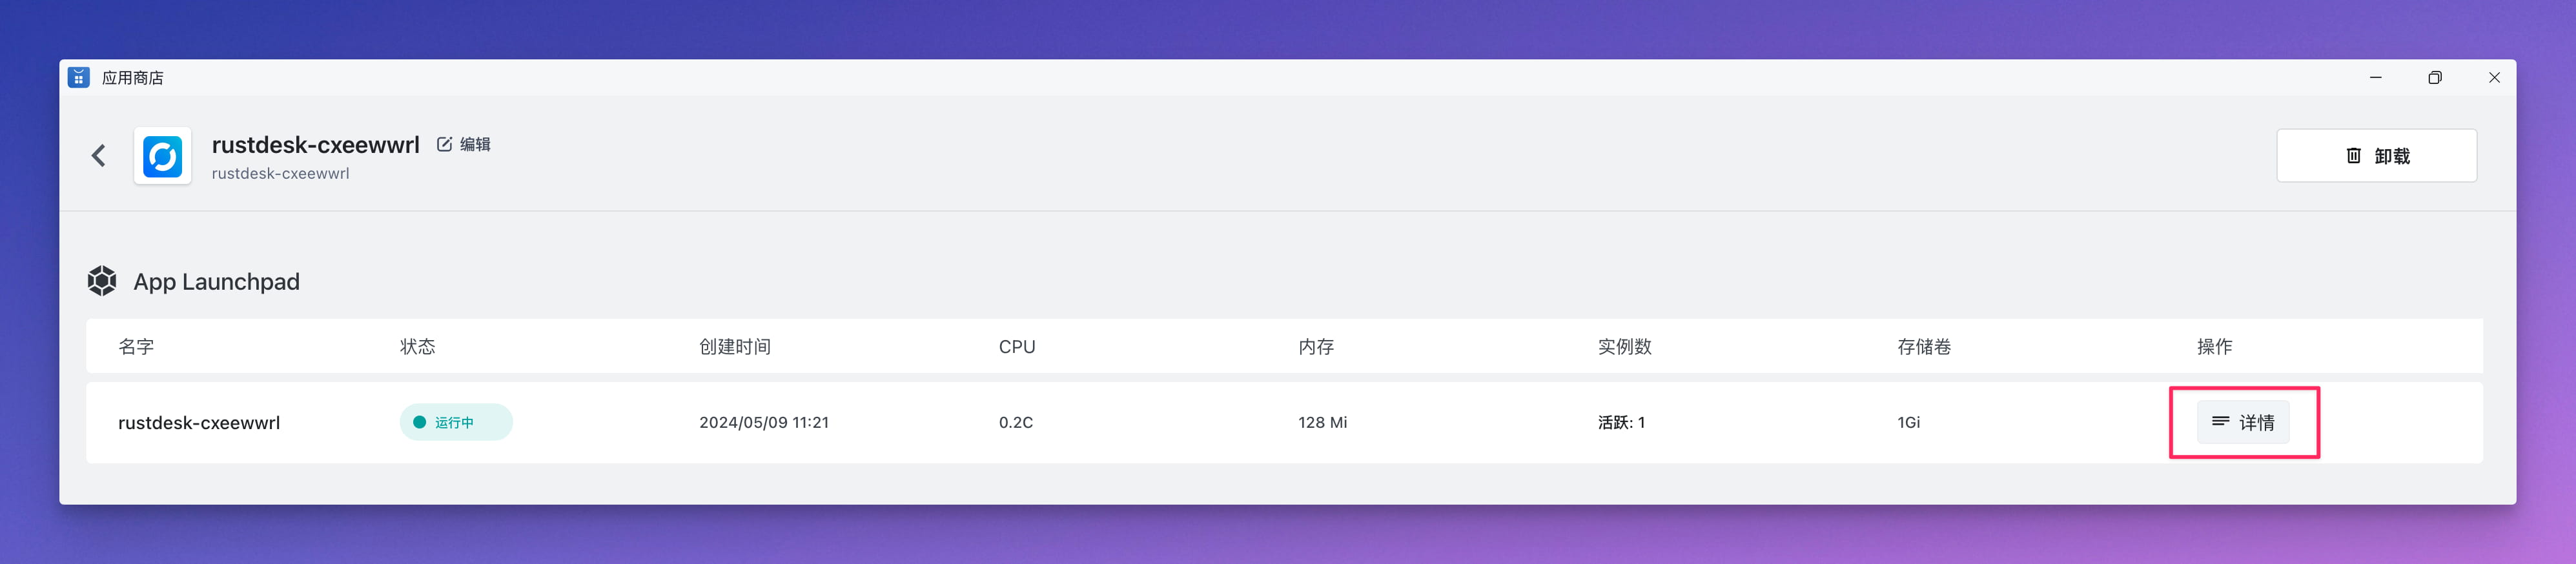 应用商店
rustdesk-cxeewwrl 编辑
rustdesk-cxeewwrl
卸载
App Launchpad
名字 状态 创建时间 CPU 内存 实例数 存储卷 操作
rustdesk-cxeewwrl 运行中 2024/05/09 11:21 0.2C 128 Mi 活跃: 1 1Gi 详情